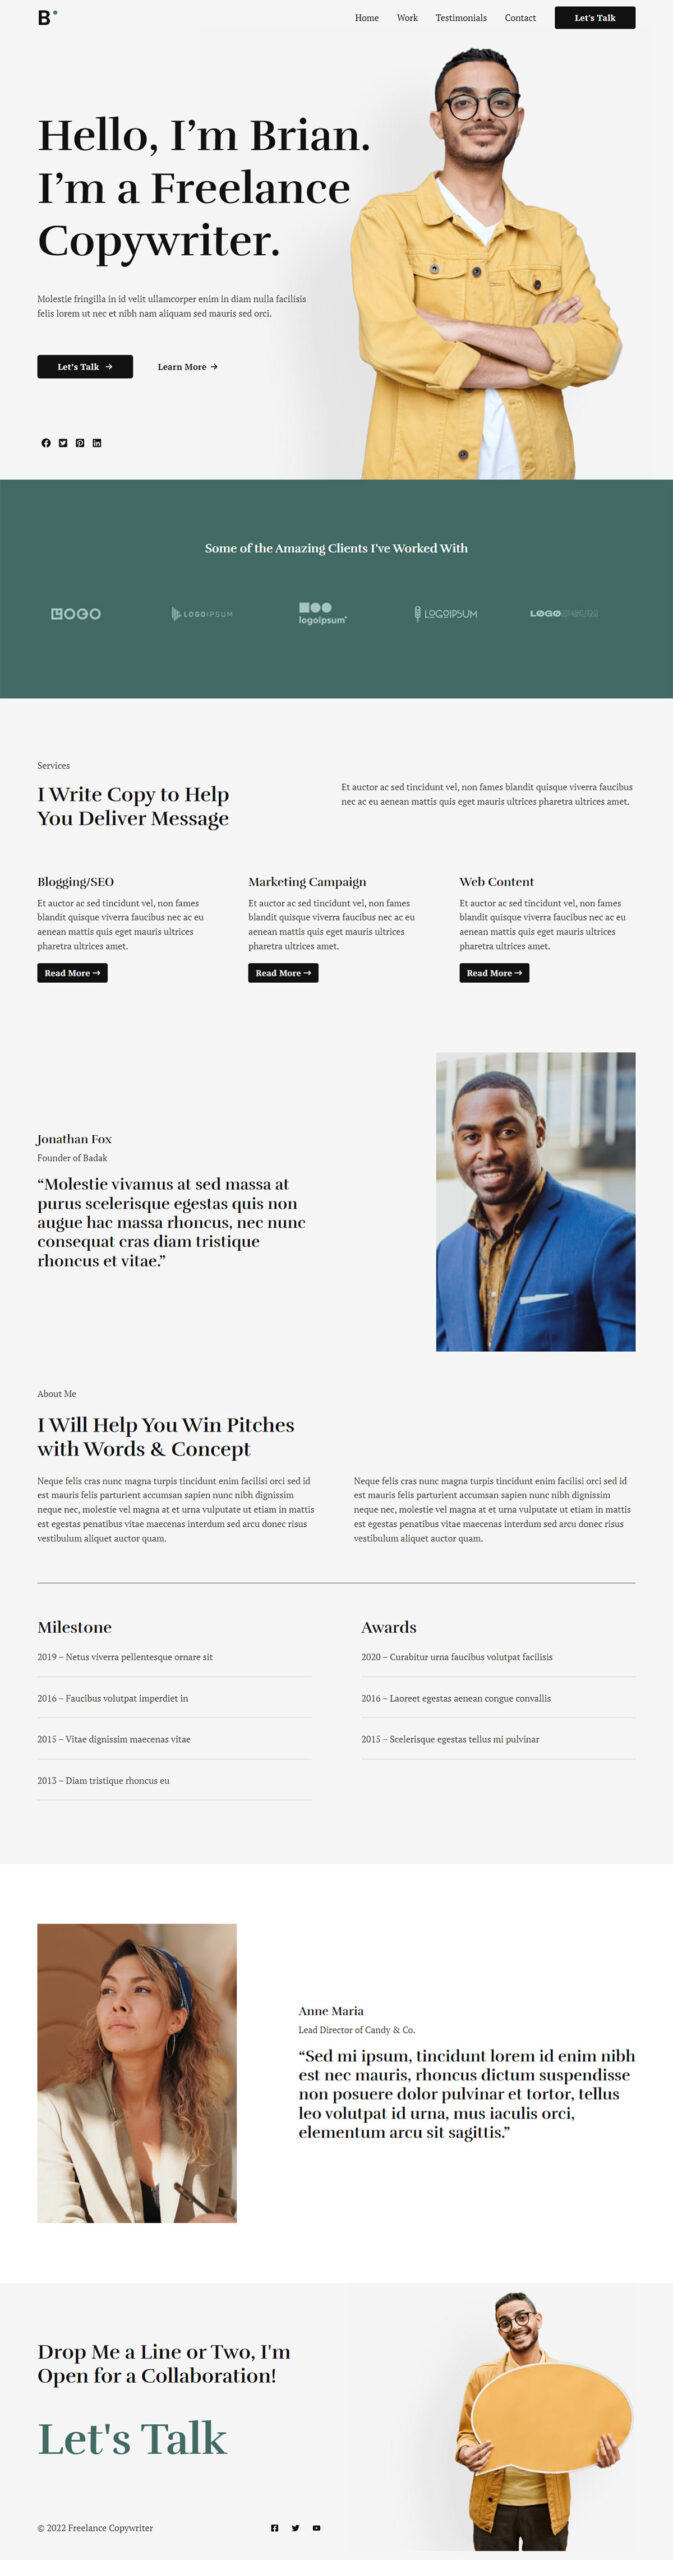 B
Home Work Testimonials Contact Let's Talk
Hello, I’m Brian.
I’m a Freelance
Copywriter.
Molestie fringilla in id velit ullamcorper enim in diam nulla facilisis
felis lorem ut nec et nibh nam aliquam sed mauris sed orci.
Let's Talk → Learn More →
Some of the Amazing Clients I've Worked With
LOGO
LOGOIPSUM
logoipsum
LOGOIPSUM
LOGOIPSUM
Services
I Write Copy to Help
You Deliver Message
Et auctor ac sed tincidunt vel, non fames blandit quisque viverra faucibus
nec ac eu aenean mattis quis eget mauris ultrices pharetra ultrices amet.
Blogging/SEO
Et auctor ac sed tincidunt vel, non fames
blandit quisque viverra faucibus nec ac eu
aenean mattis quis eget mauris ultrices
pharetra ultrices amet.
Read More →
Marketing Campaign
Et auctor ac sed tincidunt vel, non fames
blandit quisque viverra faucibus nec ac eu
aenean mattis quis eget mauris ultrices
pharetra ultrices amet.
Read More →
Web Content
Et auctor ac sed tincidunt vel, non fames
blandit quisque viverra faucibus nec ac eu
aenean mattis quis eget mauris ultrices
pharetra ultrices amet.
Read More →
Jonathan Fox
Founder of Badak
“Molestie vivamus at sed massa at
purus scelerisque egestas quis non
augue hac massa rhoncus, nec nunc
consequat cras diam tristique
rhoncus et vitae.”
About Me
I Will Help You Win Pitches
with Words & Concept
Neque felis cras nunc magna turpis tincidunt enim facilisi orci sed id
est mauris felis parturient accumsan sapien nunc nibh dignissim
neque nec, molestie vel magna at et urna vulputate ut etiam in mattis
est egestas penatibus vitae maecenas interdum sed arcu donec risus
vestibulum aliquet auctor quam.
Neque felis cras nunc magna turpis tincidunt enim facilisi orci sed id
est mauris felis parturient accumsan sapien nunc nibh dignissim
neque nec, molestie vel magna at et urna vulputate ut etiam in mattis
est egestas penatibus vitae maecenas interdum sed arcu donec risus
vestibulum aliquet auctor quam.
Milestone
2019 – Netus viverra pellentesque ornare sit
2016 – Faucibus volutpat imperdiet in
2015 – Vitae dignissim maecenas vitae
2013 – Diam tristique rhoncus eu
Awards
2020 – Curabitur urna faucibus volutpat facilisis
2016 – Laoreet egestas aenean congue convallis
2015 – Scelerisque egestas tellus mi pulvinar
Anne Maria
Lead Director of Candy & Co.
“Sed mi ipsum, tincidunt lorem id enim nibh
est nec mauris, rhoncus dictum suspendisse
non posuere dolor pulvinar et tortor, tellus
leo volutpat id urna, mus iaculis orci,
elementum arcu sit sagittis.”
Drop Me a Line or Two, I'm
Open for a Collaboration!
Let's Talk
© 2022 Freelance Copywriter